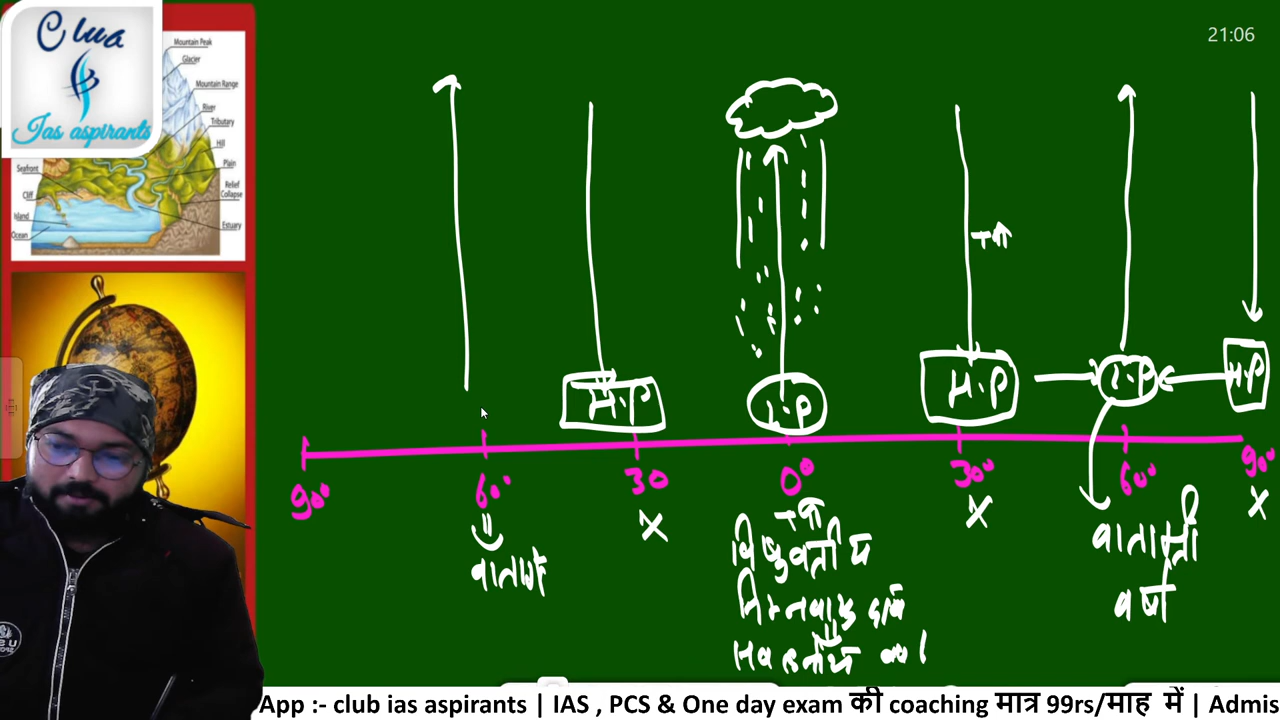 Clua
Ias aspirants
Mountain Peak
Glacier
Mountain Range
River
Tributary
Hill
Plain
Seafront
Cliff
Relief
Collapse
Island
Estuary
Ocean
21:06
H.P
L.P
H.P
L.P
H.P
90°
60°
30
0°
30°
60°
90°
X
X
X
निम्नवायु दाब
वर्षा
App :- club ias aspirants | IAS , PCS & One day exam की coaching मात्र 99rs/माह में | Admis